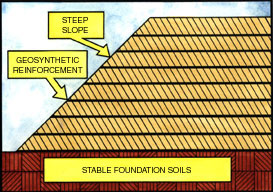 STEEP
SLOPE
GEOSYNTHETIC
REINFORCEMENT
STABLE FOUNDATION SOILS